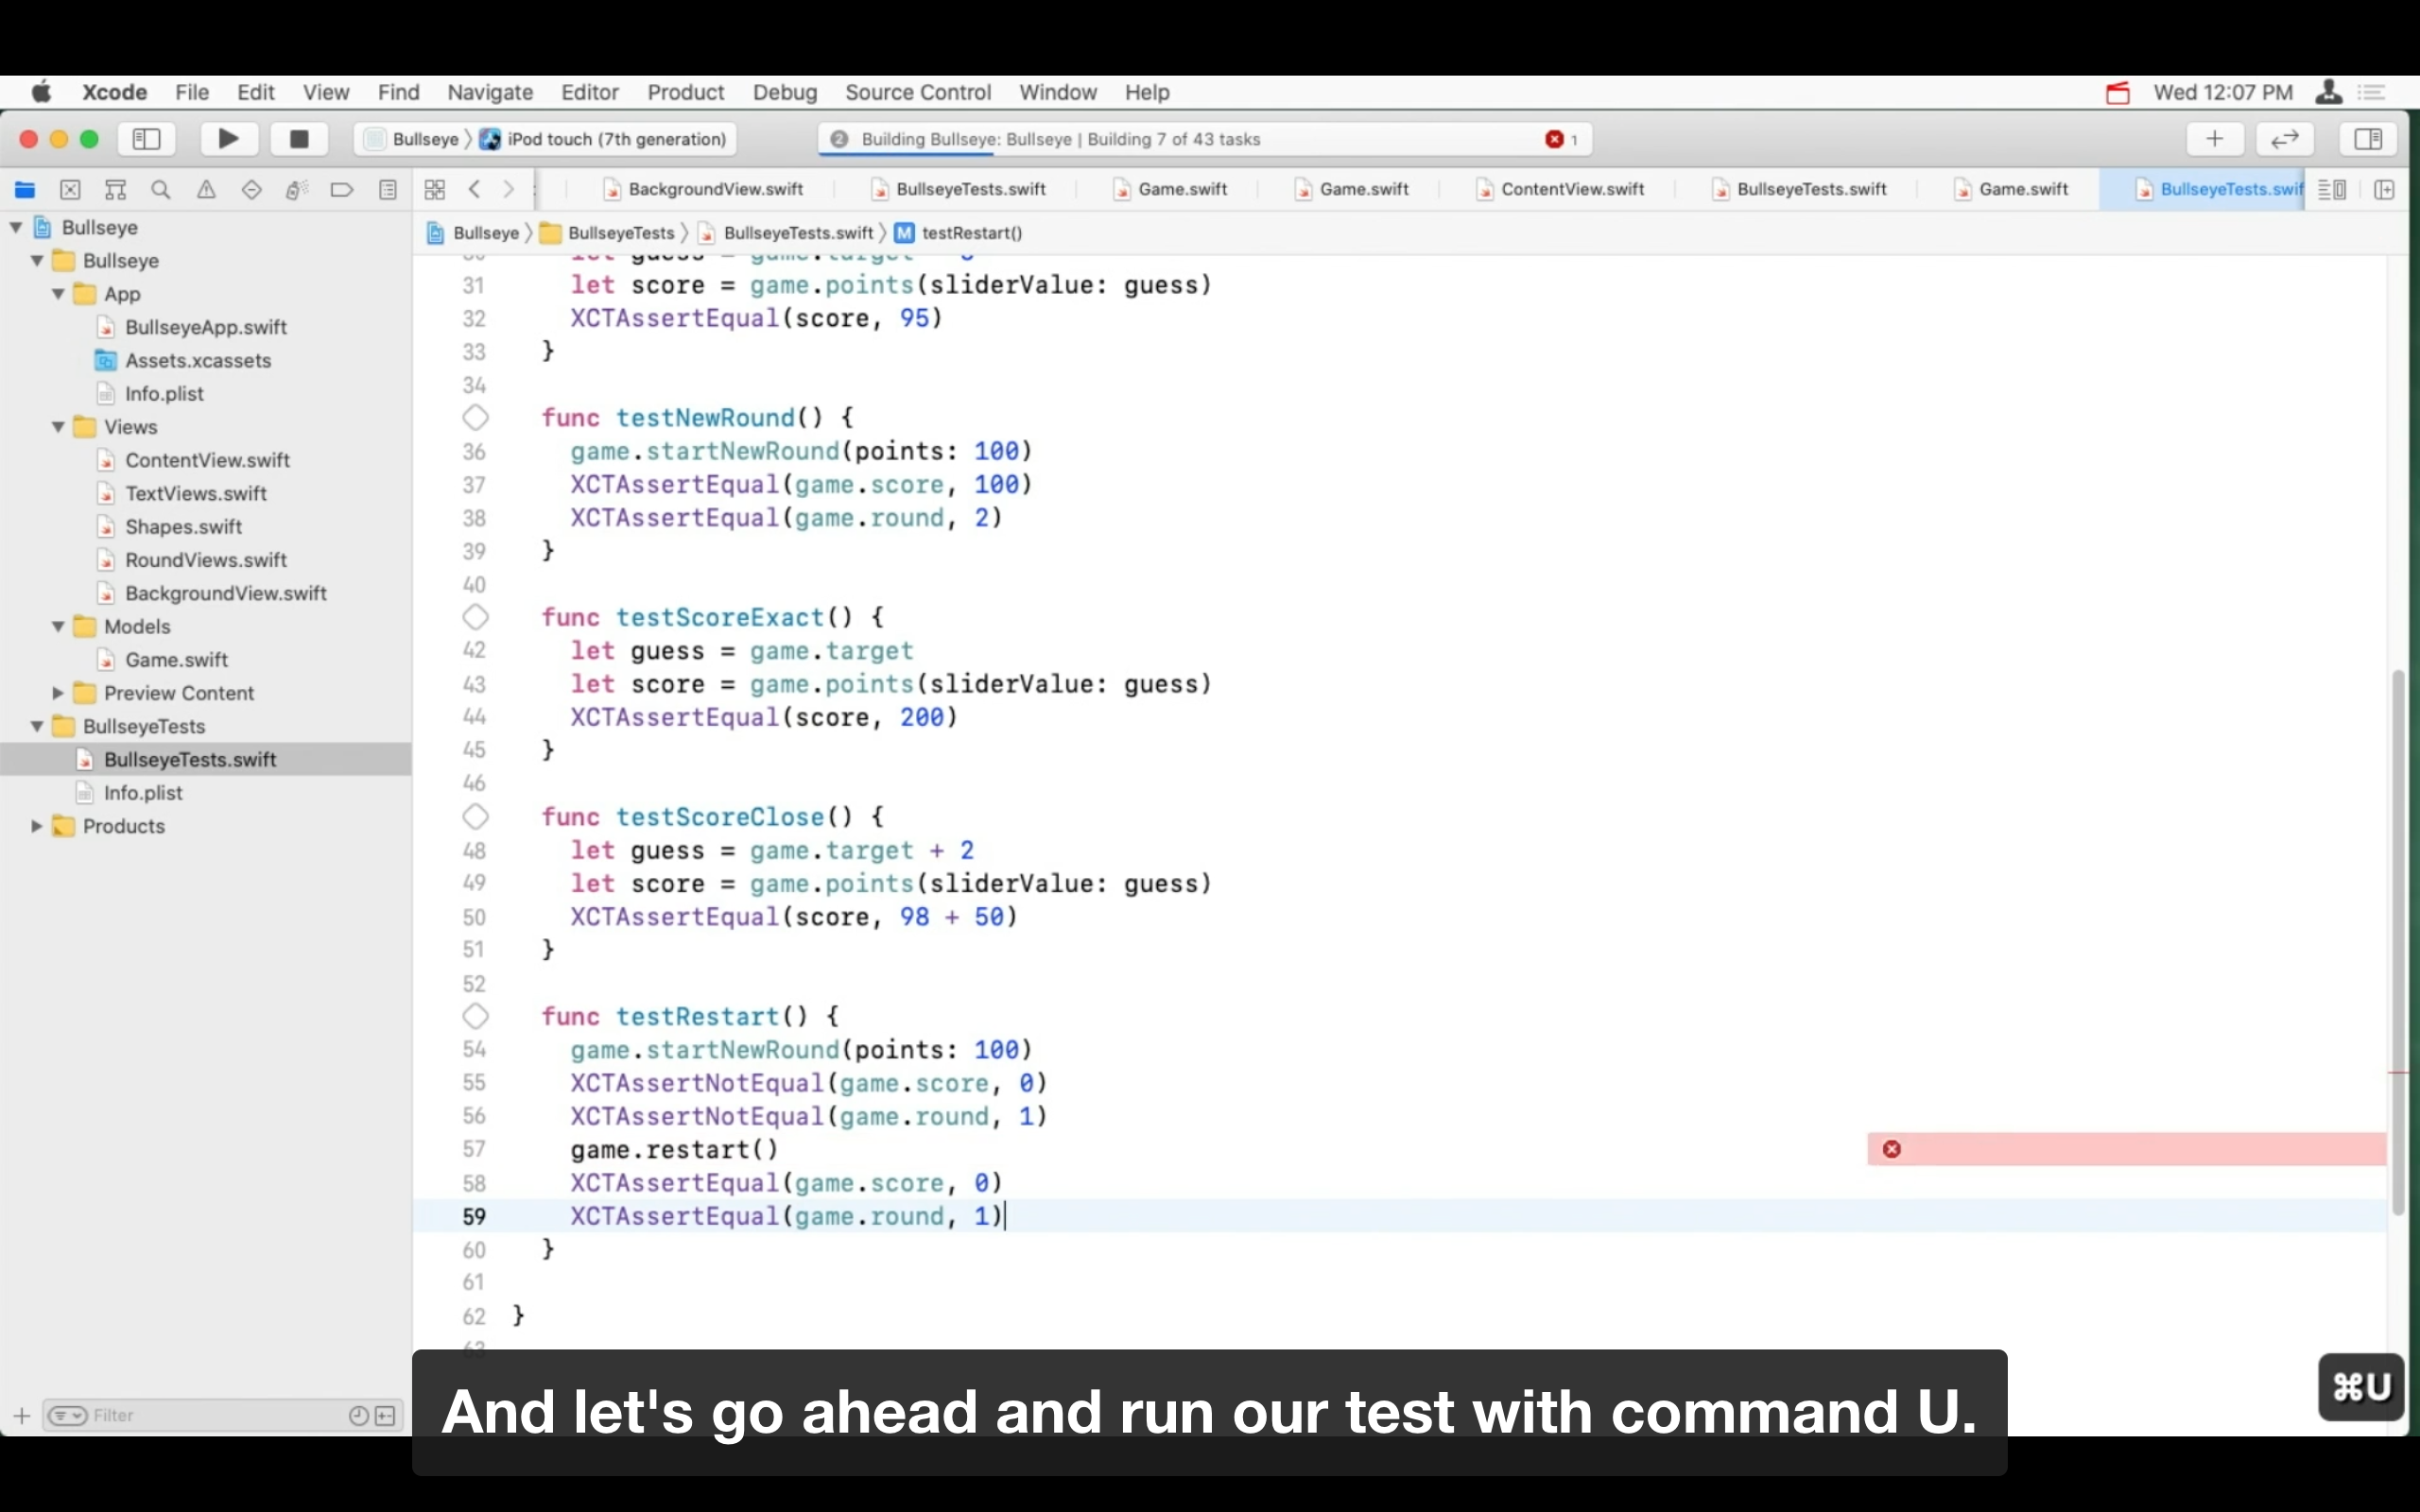 Xcode File Edit View Find Navigate Editor Product Debug Source Control Window Help Wed 12:07 PM
Bullseye iPod touch (7th generation) 2 Building Bullseye: Bullseye | Building 7 of 43 tasks 1
BackgroundView.swift BullseyeTests.swift Game.swift Game.swift ContentView.swift BullseyeTests.swift Game.swift BullseyeTests.swif
Bullseye BullseyeTests BullseyeTests.swift M testRestart()
Bullseye
Bullseye
App
BullseyeApp.swift
Assets.xcassets
Info.plist
Views
ContentView.swift
TextViews.swift
Shapes.swift
RoundViews.swift
BackgroundView.swift
Models
Game.swift
Preview Content
BullseyeTests
BullseyeTests.swift
Info.plist
Products
Filter
31 let score = game.points(sliderValue: guess)
32 XCTAssertEqual(score, 95)
33 }
34
func testNewRound() {
36 game.startNewRound(points: 100)
37 XCTAssertEqual(game.score, 100)
38 XCTAssertEqual(game.round, 2)
39 }
40
func testScoreExact() {
42 let guess = game.target
43 let score = game.points(sliderValue: guess)
44 XCTAssertEqual(score, 200)
45 }
46
func testScoreClose() {
48 let guess = game.target + 2
49 let score = game.points(sliderValue: guess)
50 XCTAssertEqual(score, 98 + 50)
51 }
52
func testRestart() {
54 game.startNewRound(points: 100)
55 XCTAssertNotEqual(game.score, 0)
56 XCTAssertNotEqual(game.round, 1)
57 game.restart()
58 XCTAssertEqual(game.score, 0)
59 XCTAssertEqual(game.round, 1)
60 }
61
62 }
And let's go ahead and run our test with command U.
⌘U